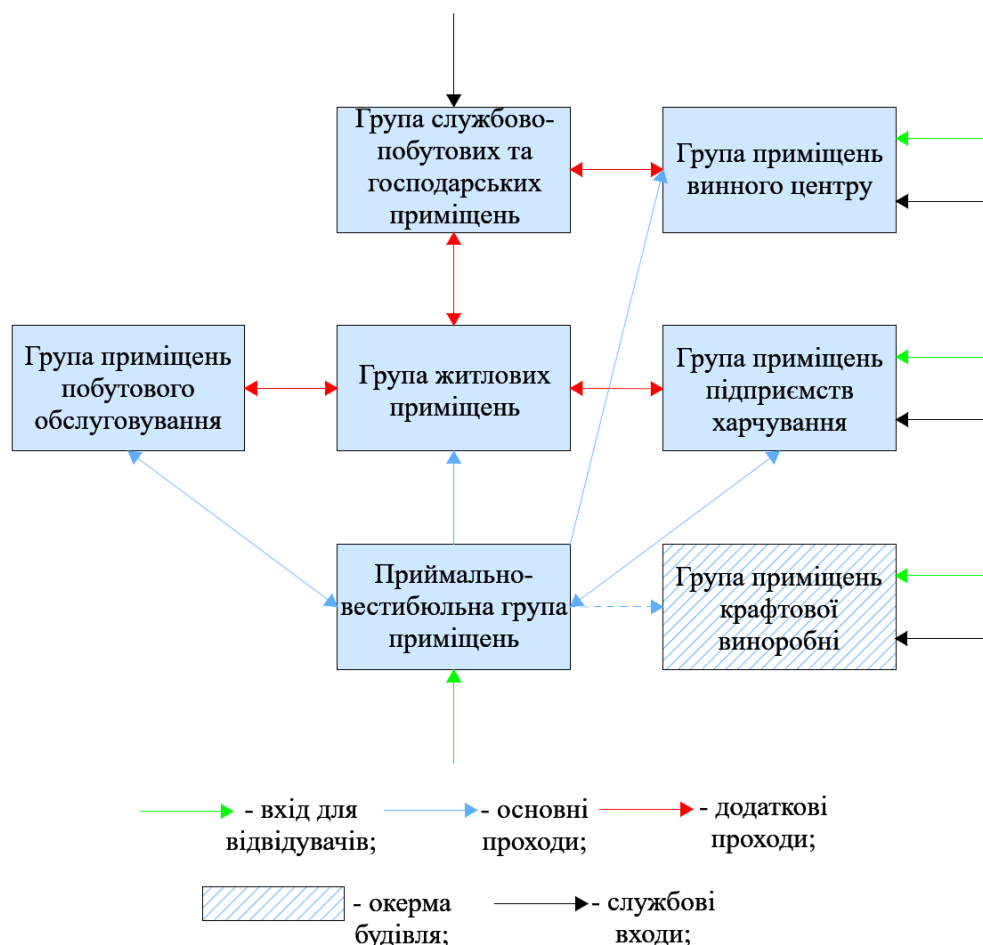 Група службово-
побутових та
господарських
приміщень
Група приміщень
винного центру
Група приміщень
побутового
обслуговування
Група житлових
приміщень
Група приміщень
підприємств
харчування
Приймально-
вестибюльна група
приміщень
Група приміщень
крафтової
виноробні
- вхід для
відвідувачів;
- основні
проходи;
- додаткові
проходи;
- окерма
будівля;
- службові
входи;